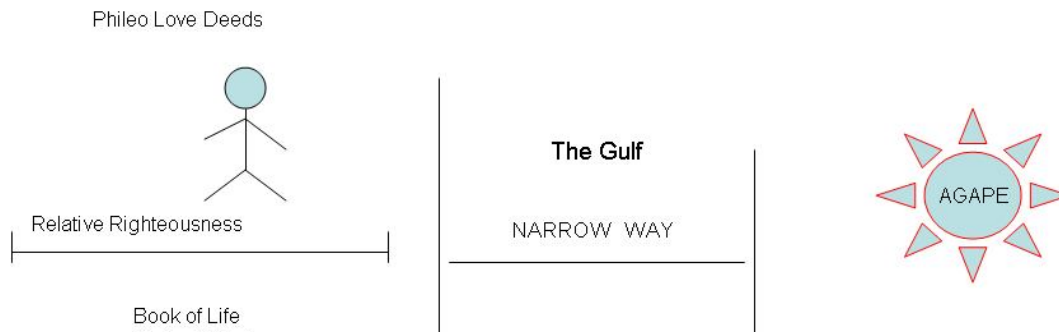 Phileo Love Deeds
The Gulf
AGAPE
Relative Righteousness
NARROW WAY
Book of Life